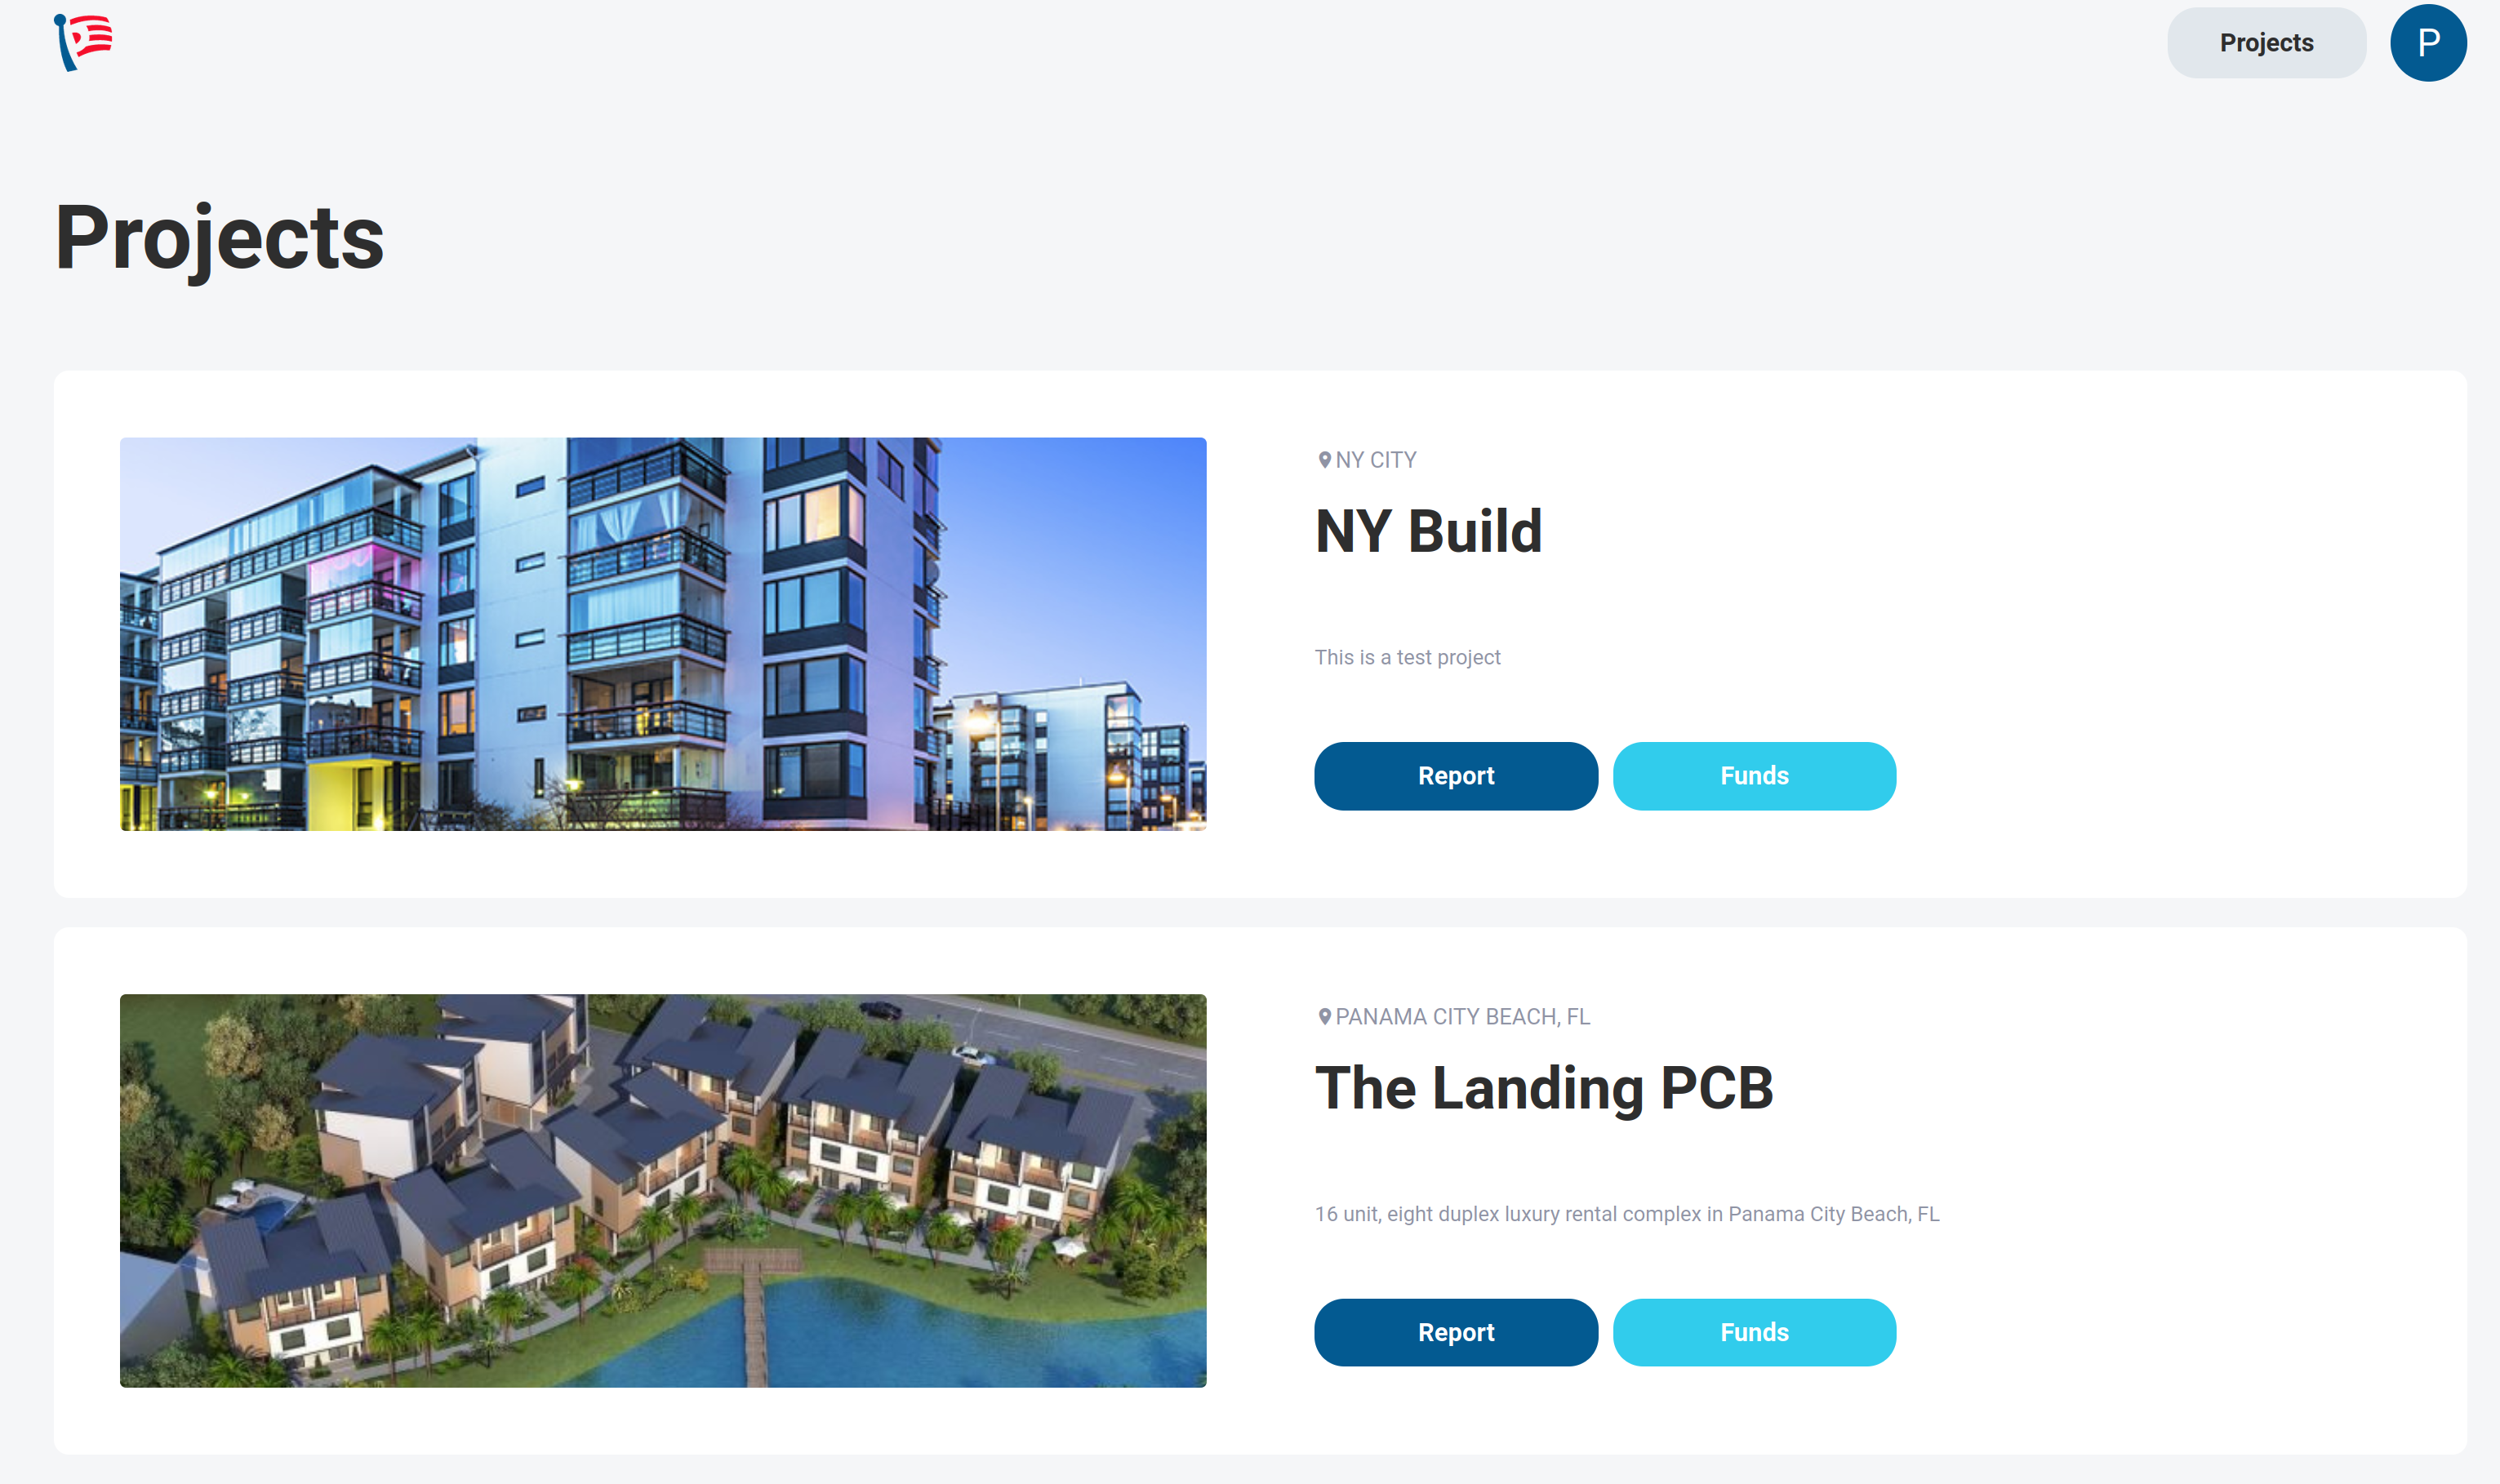 Projects
P
Projects
NY CITY
NY Build
This is a test project
Report
Funds
PANAMA CITY BEACH, FL
The Landing PCB
16 unit, eight duplex luxury rental complex in Panama City Beach, FL
Report
Funds